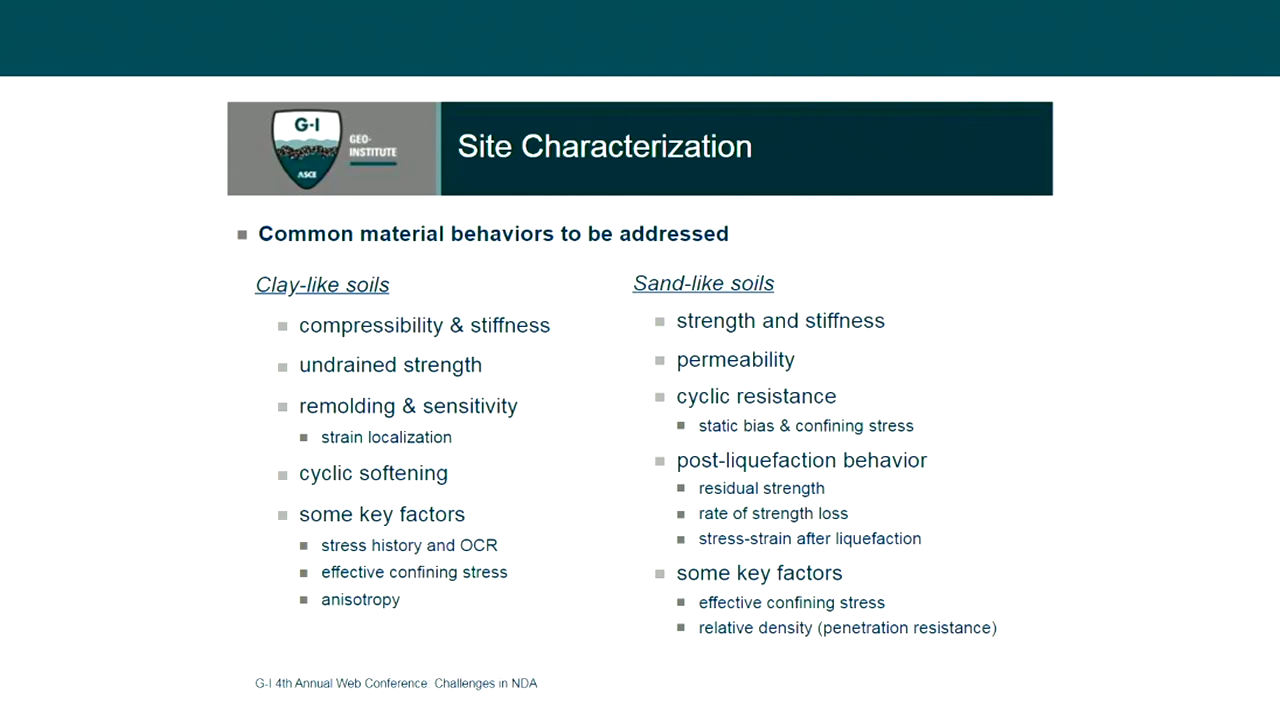 G-I
GEO-
INSTITUTE
ASCE
Site Characterization
Common material behaviors to be addressed
Clay-like soils
compressibility & stiffness
undrained strength
remolding & sensitivity
strain localization
cyclic softening
some key factors
stress history and OCR
effective confining stress
anisotropy
Sand-like soils
strength and stiffness
permeability
cyclic resistance
static bias & confining stress
post-liquefaction behavior
residual strength
rate of strength loss
stress-strain after liquefaction
some key factors
effective confining stress
relative density (penetration resistance)
G-I 4th Annual Web Conference: Challenges in NDA